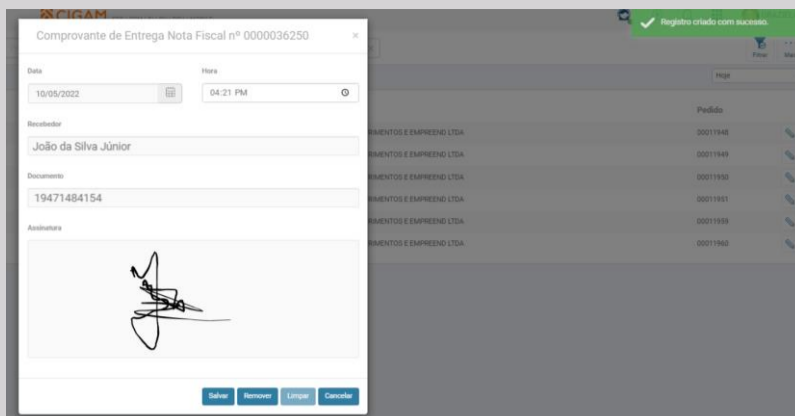 CIGAM
Registro criado com sucesso.
Comprovante de Entrega Nota Fiscal nº 0000036250
×
Filtrar
Data
Hora
10/05/2022
04:21 PM
Hoje
Recebedor
João da Silva Júnior
Documento
19471484154
Assinatura
Pedido
RIMENTOS E EMPREEND LTDA
00011948
RIMENTOS E EMPREEND LTDA
00011949
RIMENTOS E EMPREEND LTDA
00011950
RIMENTOS E EMPREEND LTDA
00011951
RIMENTOS E EMPREEND LTDA
00011959
RIMENTOS E EMPREEND LTDA
00011960
Salvar
Remover
Limpar
Cancelar